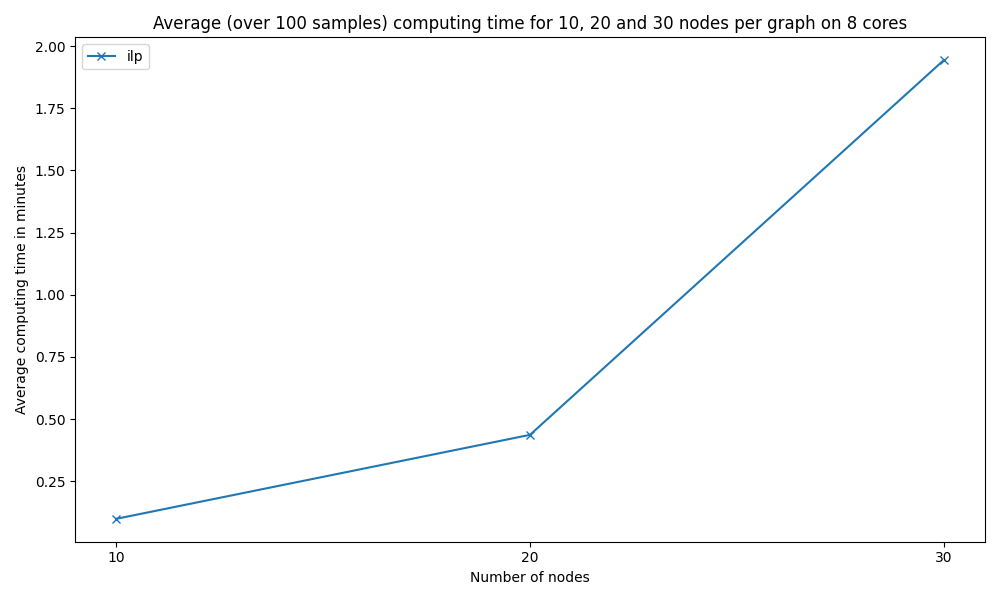 Average (over 100 samples) computing time for 10, 20 and 30 nodes per graph on 8 cores
ilp
2.00
1.75
1.50
1.25
1.00
0.75
0.50
0.25
Average computing time in minutes
10 20 30
Number of nodes